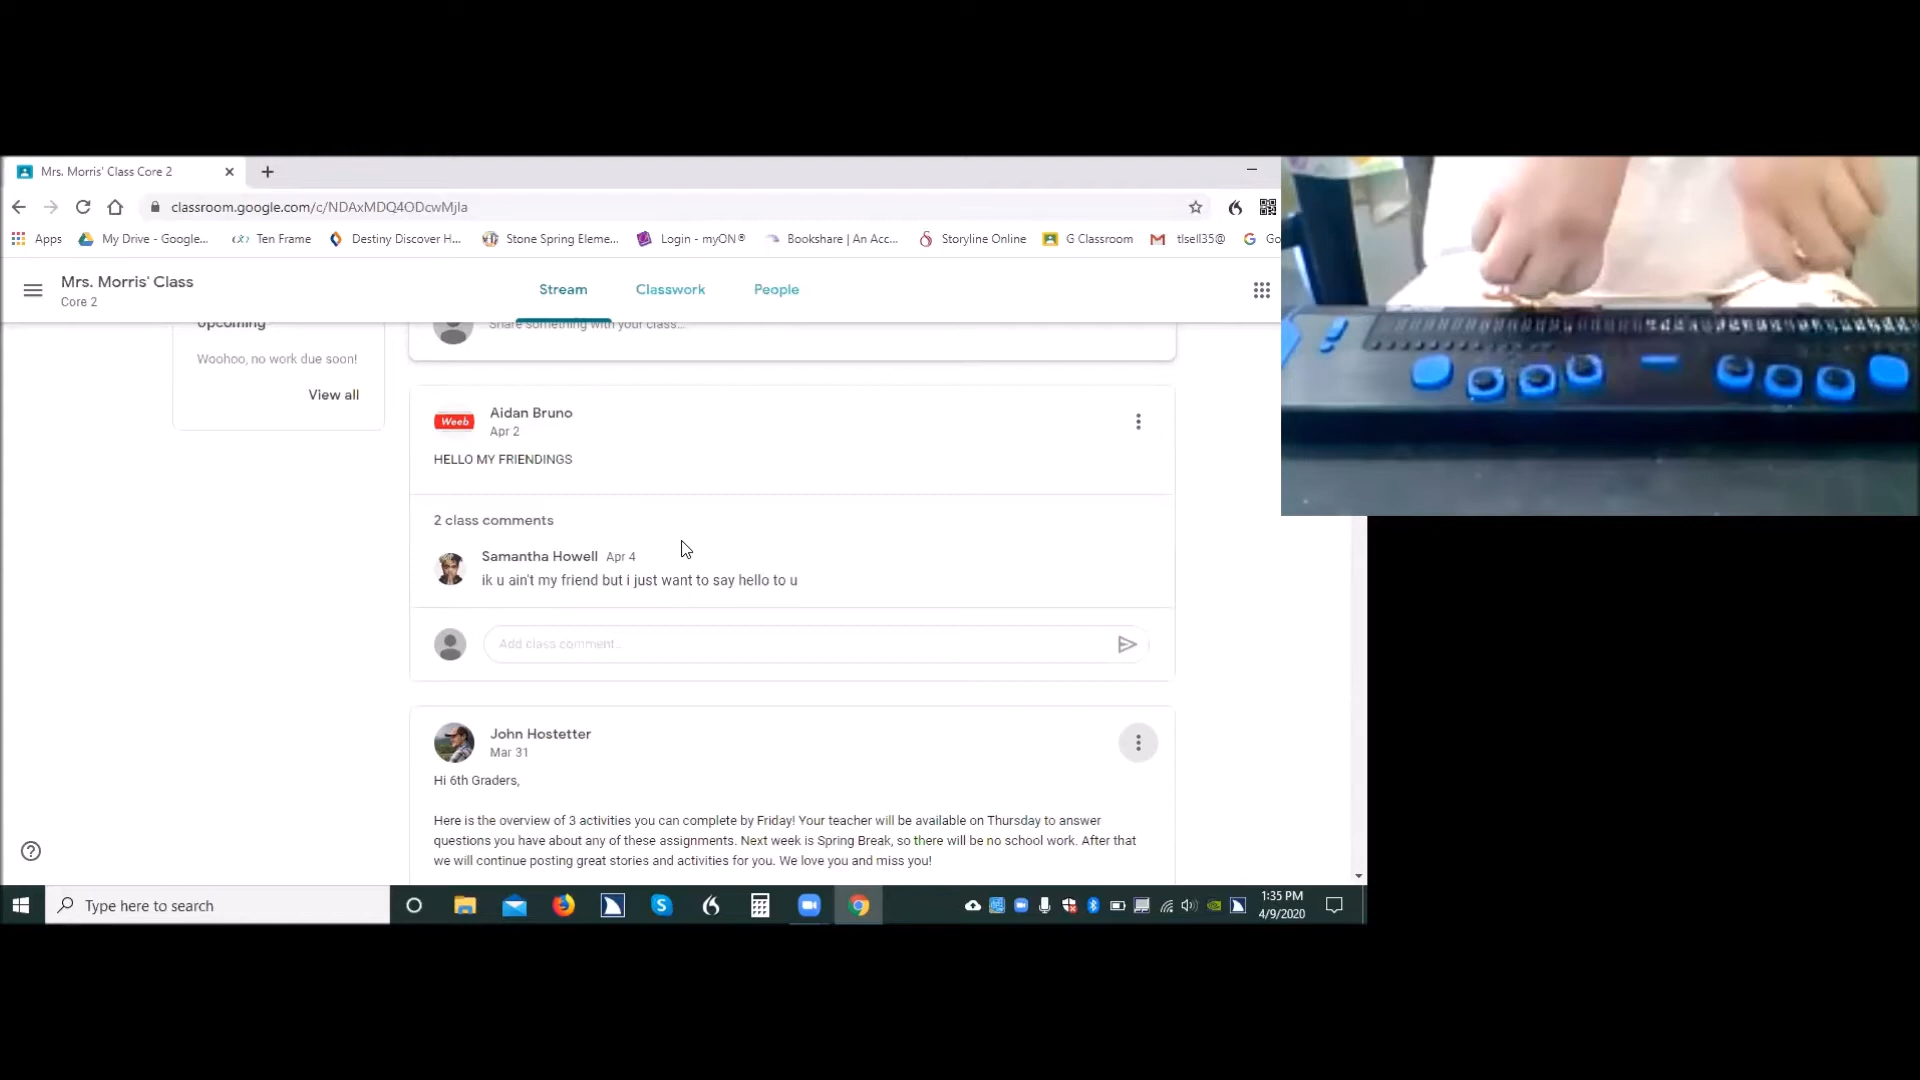 Mrs. Morris' Class Core 2
classroom.google.com/c/NDAxMDQ4ODcwMjla
Apps My Drive - Google... Ten Frame Destiny Discover H... Stone Spring Eleme... Login - myON® Bookshare | An Acc... Storyline Online G Classroom tlsell35@ Go
Mrs. Morris' Class
Core 2
Stream Classwork People
Upcoming
Woohoo, no work due soon!
View all
Share something with your class...
Weeb
Aidan Bruno
Apr 2
HELLO MY FRIENDINGS
2 class comments
Samantha Howell Apr 4
ik u ain't my friend but i just want to say hello to u
Add class comment...
John Hostetter
Mar 31
Hi 6th Graders,
Here is the overview of 3 activities you can complete by Friday! Your teacher will be available on Thursday to answer
questions you have about any of these assignments. Next week is Spring Break, so there will be no school work. After that
we will continue posting great stories and activities for you. We love you and miss you!
Type here to search
1:35 PM
4/9/2020